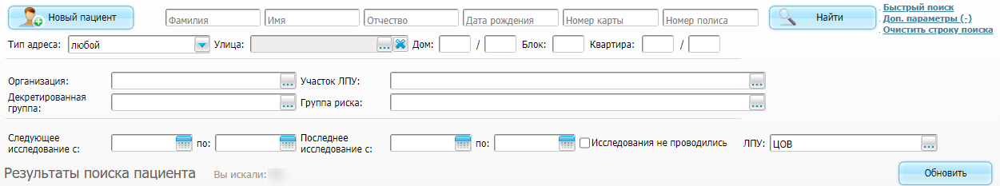 Новый пациент Фамилия Имя Отчество Дата рождения Номер карты Номер полиса Найти . Быстрый поиск
. Доп. параметры (-)
. Очистить строку поиска
Тип адреса: любой Улица: ... Дом: / Блок: Квартира: /
Организация: ... Участок ЛПУ: ...
Декретированная группа: ... Группа риска: ...
Следующее исследование с: по: Последнее исследование с: по: Исследования не проводились ЛПУ: ЦОВ ...
Результаты поиска пациента Вы искали: Обновить